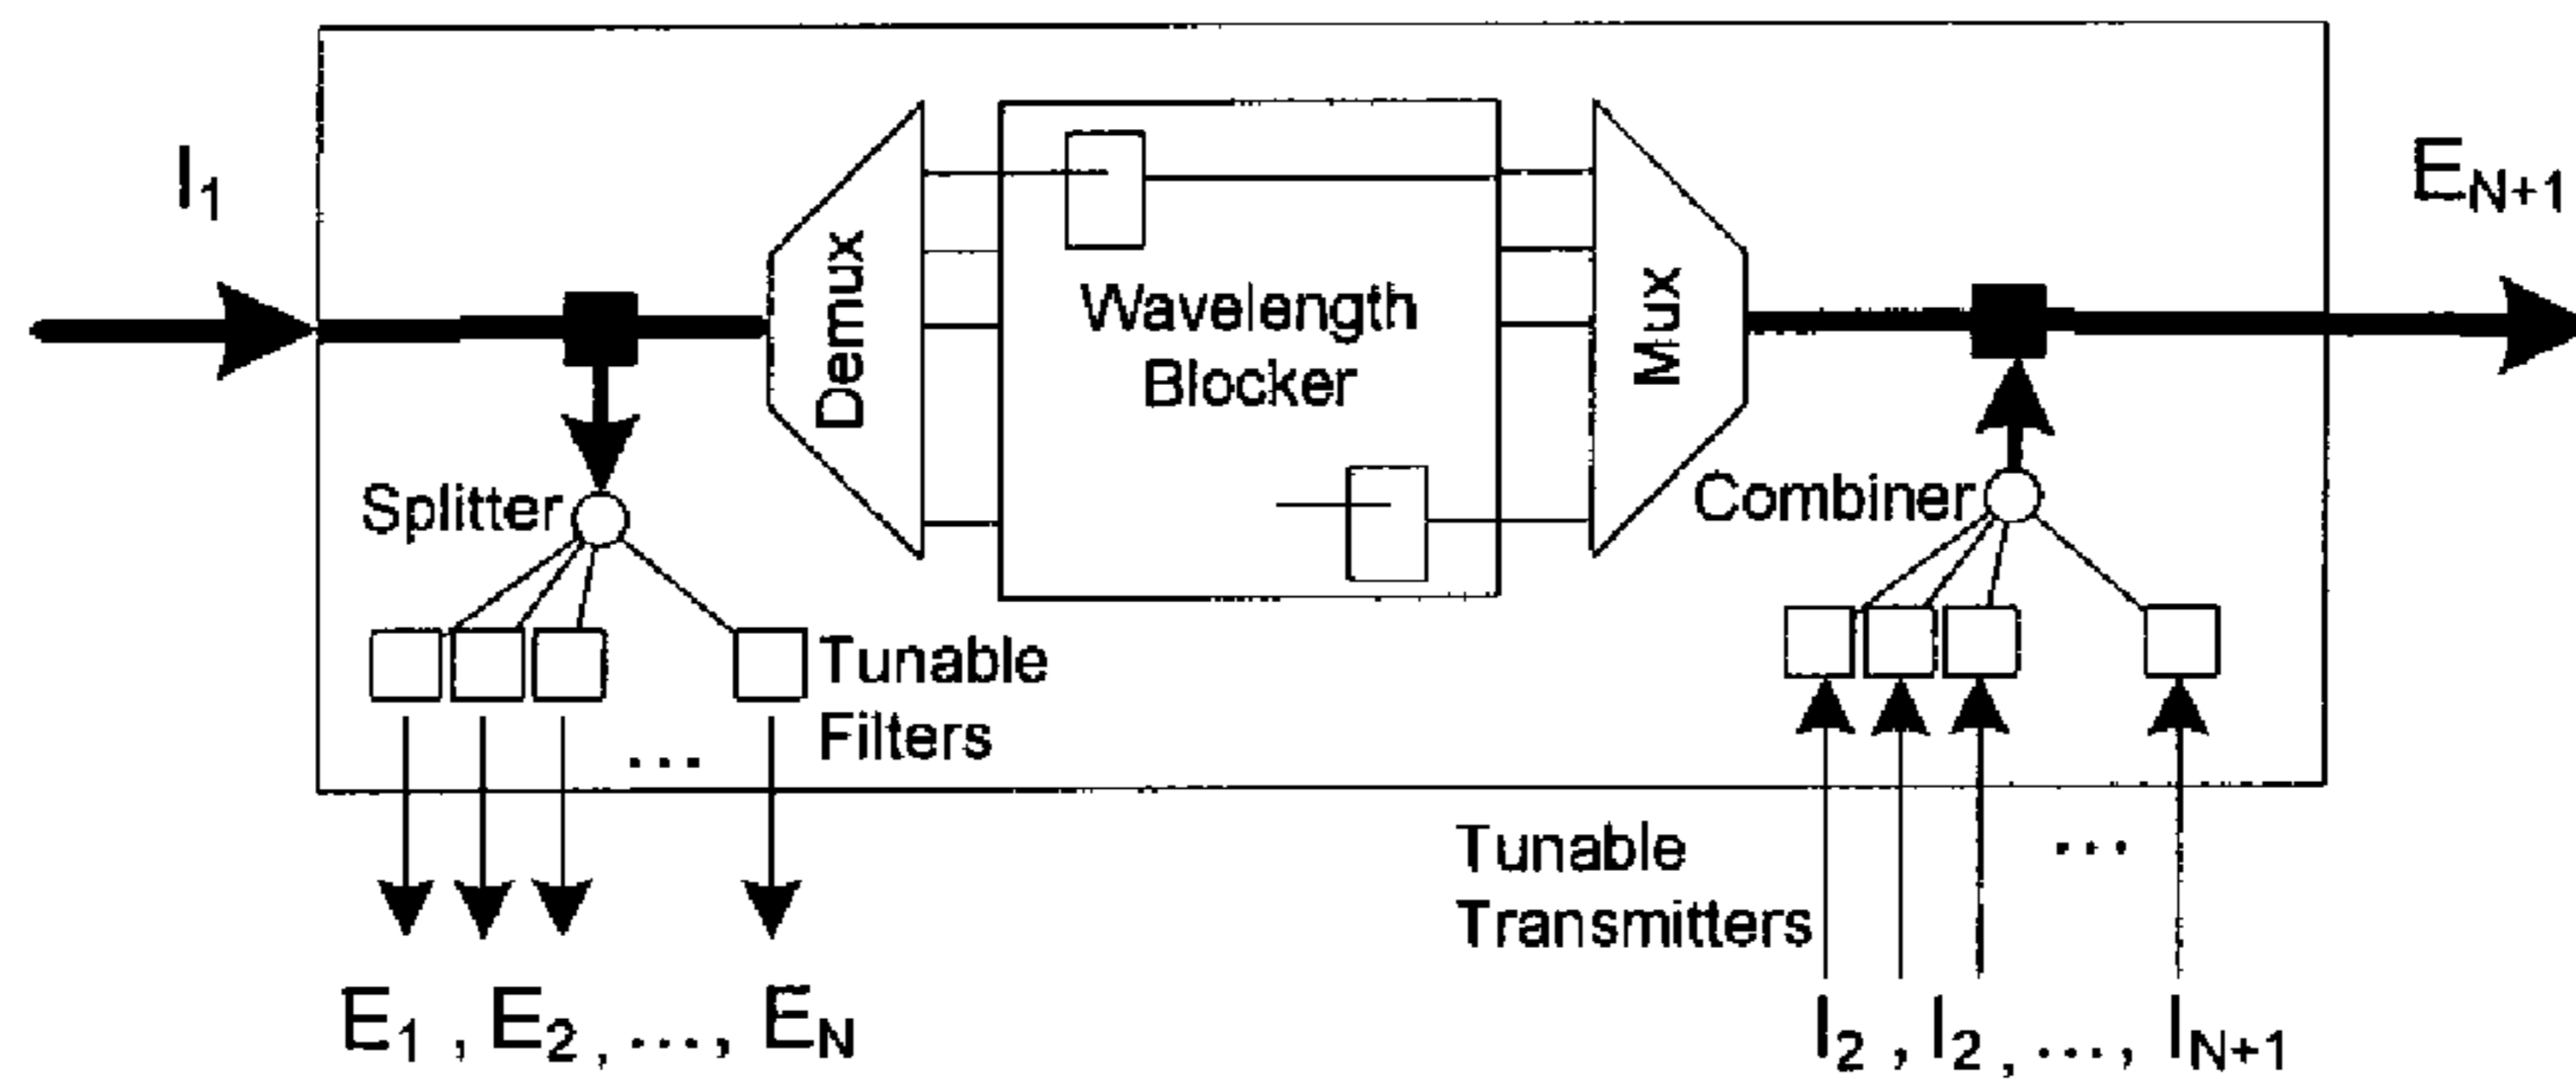 I1
EN+1
Demux
Wavelength
Blocker
Mux
Splitter
Combiner
Tunable
Filters
...
Tunable
Transmitters
...
E1 , E2 , ..., EN
I2 , I2 , ..., IN+1